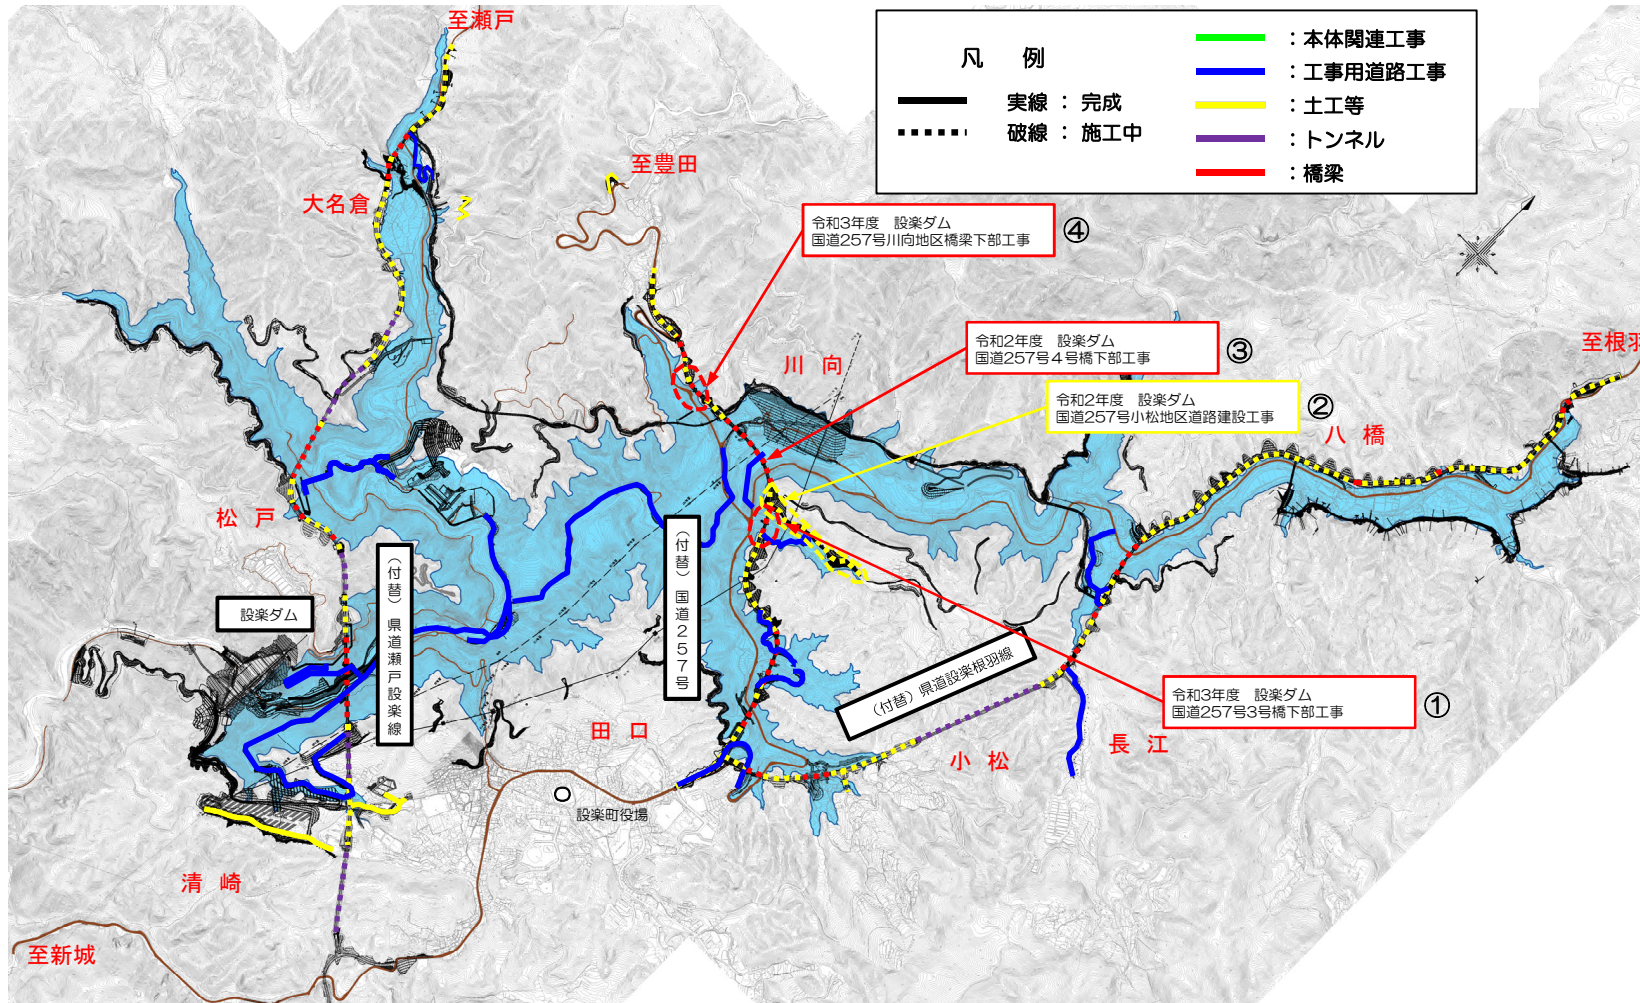 至瀬戸
凡 例
実線 ： 完成
破線 ： 施工中
：本体関連工事
：工事用道路工事
：土工等
：トンネル
：橋梁
至豊田
大名倉
令和3年度 設楽ダム
国道257号川向地区橋梁下部工事
④
令和2年度 設楽ダム
国道257号4号橋下部工事
③
至根羽
川 向
令和2年度 設楽ダム
国道257号小松地区道路建設工事
②
八 橋
松 戸
（付替）県道瀬戸設楽線
（付替）国道257号
設楽ダム
（付替）県道設楽根羽線
令和3年度 設楽ダム
国道257号3号橋下部工事
①
田 口
小 松
長 江
設楽町役場
清 崎
至新城